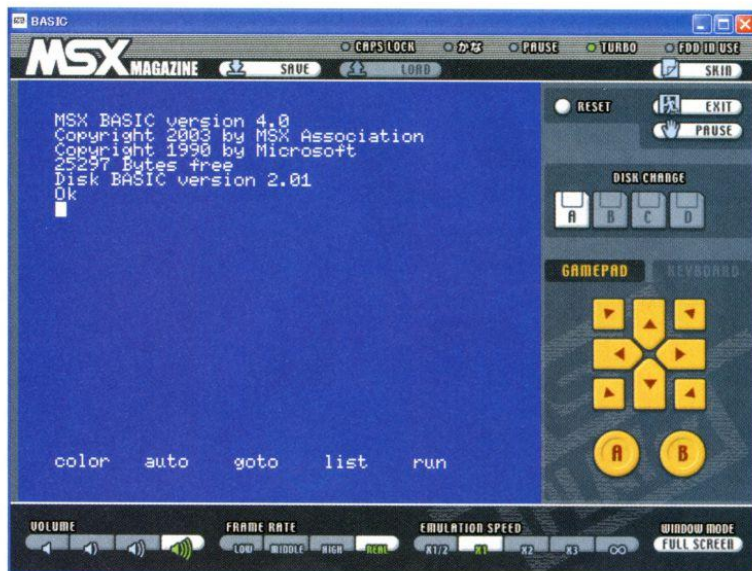 BASIC
MSX MAGAZINE
CAPS LOCK かな PAUSE TURBO FDD IN USE
SAVE LOAD SKIN
MSX BASIC version 4.0
Copyright 2003 by MSX Association
Copyright 1990 by Microsoft
25297 Bytes free
Disk BASIC version 2.01
Ok
color auto goto list run
RESET EXIT
PAUSE
DISK CHANGE
A B C D
GAMEPAD KEYBOARD
A B
VOLUME FRAME RATE EMULATION SPEED WINDOW MODE
LOW MIDDLE HIGH REAL X1/2 X1 X2 X3 ∞ FULL SCREEN